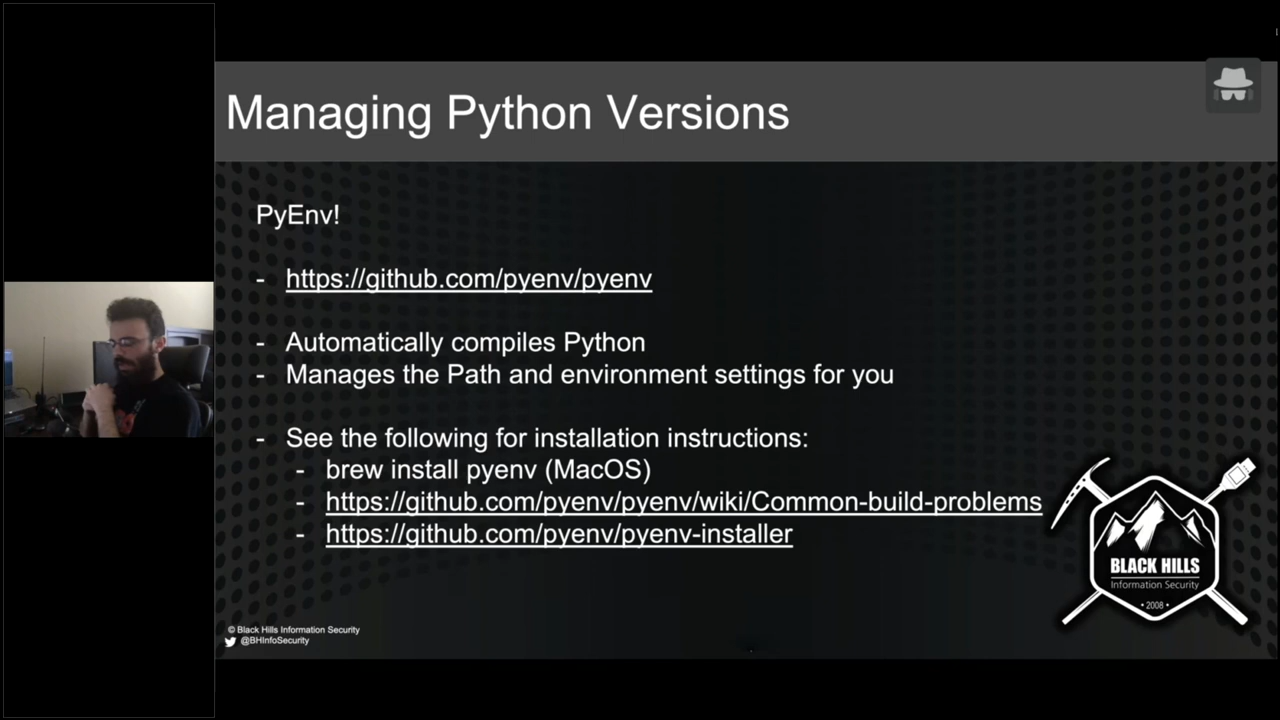 Managing Python Versions
PyEnv!
- https://github.com/pyenv/pyenv
- Automatically compiles Python
- Manages the Path and environment settings for you
- See the following for installation instructions:
- brew install pyenv (MacOS)
- https://github.com/pyenv/pyenv/wiki/Common-build-problems
- https://github.com/pyenv/pyenv-installer
BLACK HILLS
Information Security
• 2008 •
© Black Hills Information Security
@BHInfoSecurity